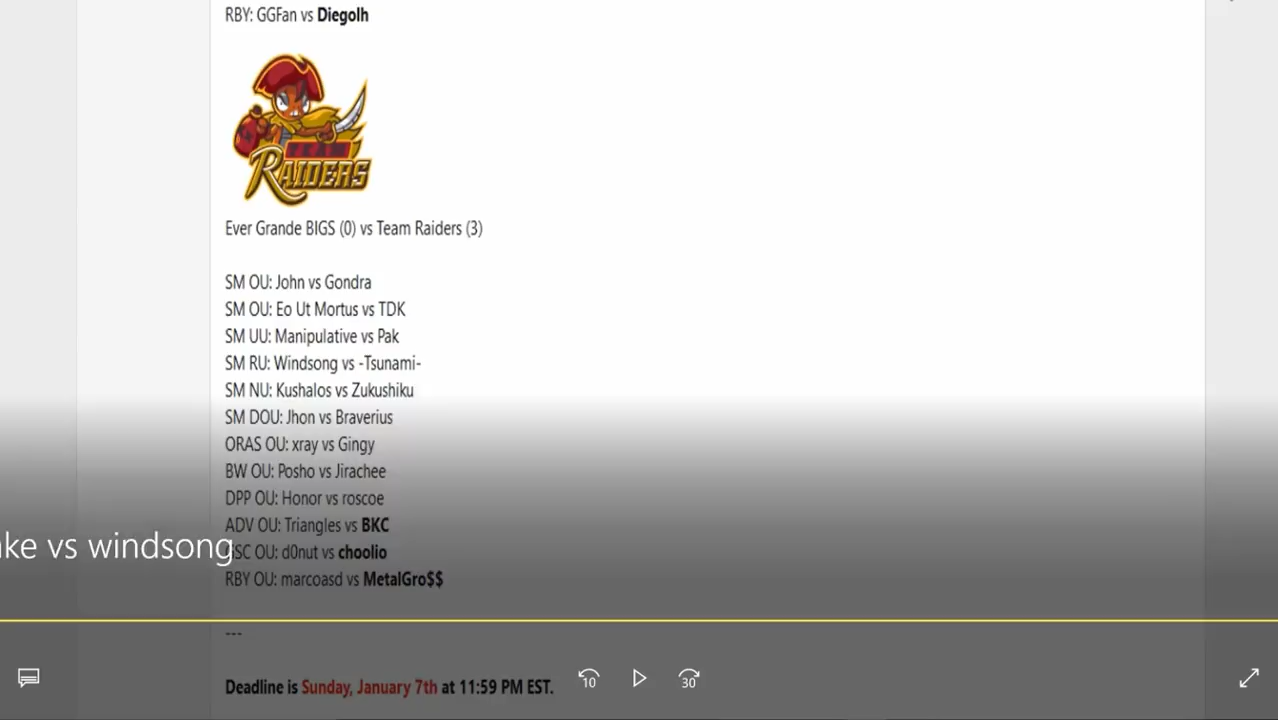 RBY: GGFan vs Diegolh
TEAM
RAIDERS
Ever Grande BIGS (0) vs Team Raiders (3)
SM OU: John vs Gondra
SM OU: Eo Ut Mortus vs TDK
SM UU: Manipulative vs Pak
SM RU: Windsong vs -Tsunami-
SM NU: Kushalos vs Zukushiku
SM DOU: Jhon vs Braverius
ORAS OU: xray vs Gingy
BW OU: Posho vs Jirachee
DPP OU: Honor vs roscoe
ADV OU: Triangles vs BKC
ke vs windsong
GSC OU: d0nut vs choolio
RBY OU: marcoasd vs MetalGro$$
---
Deadline is Sunday, January 7th at 11:59 PM EST.
10
30